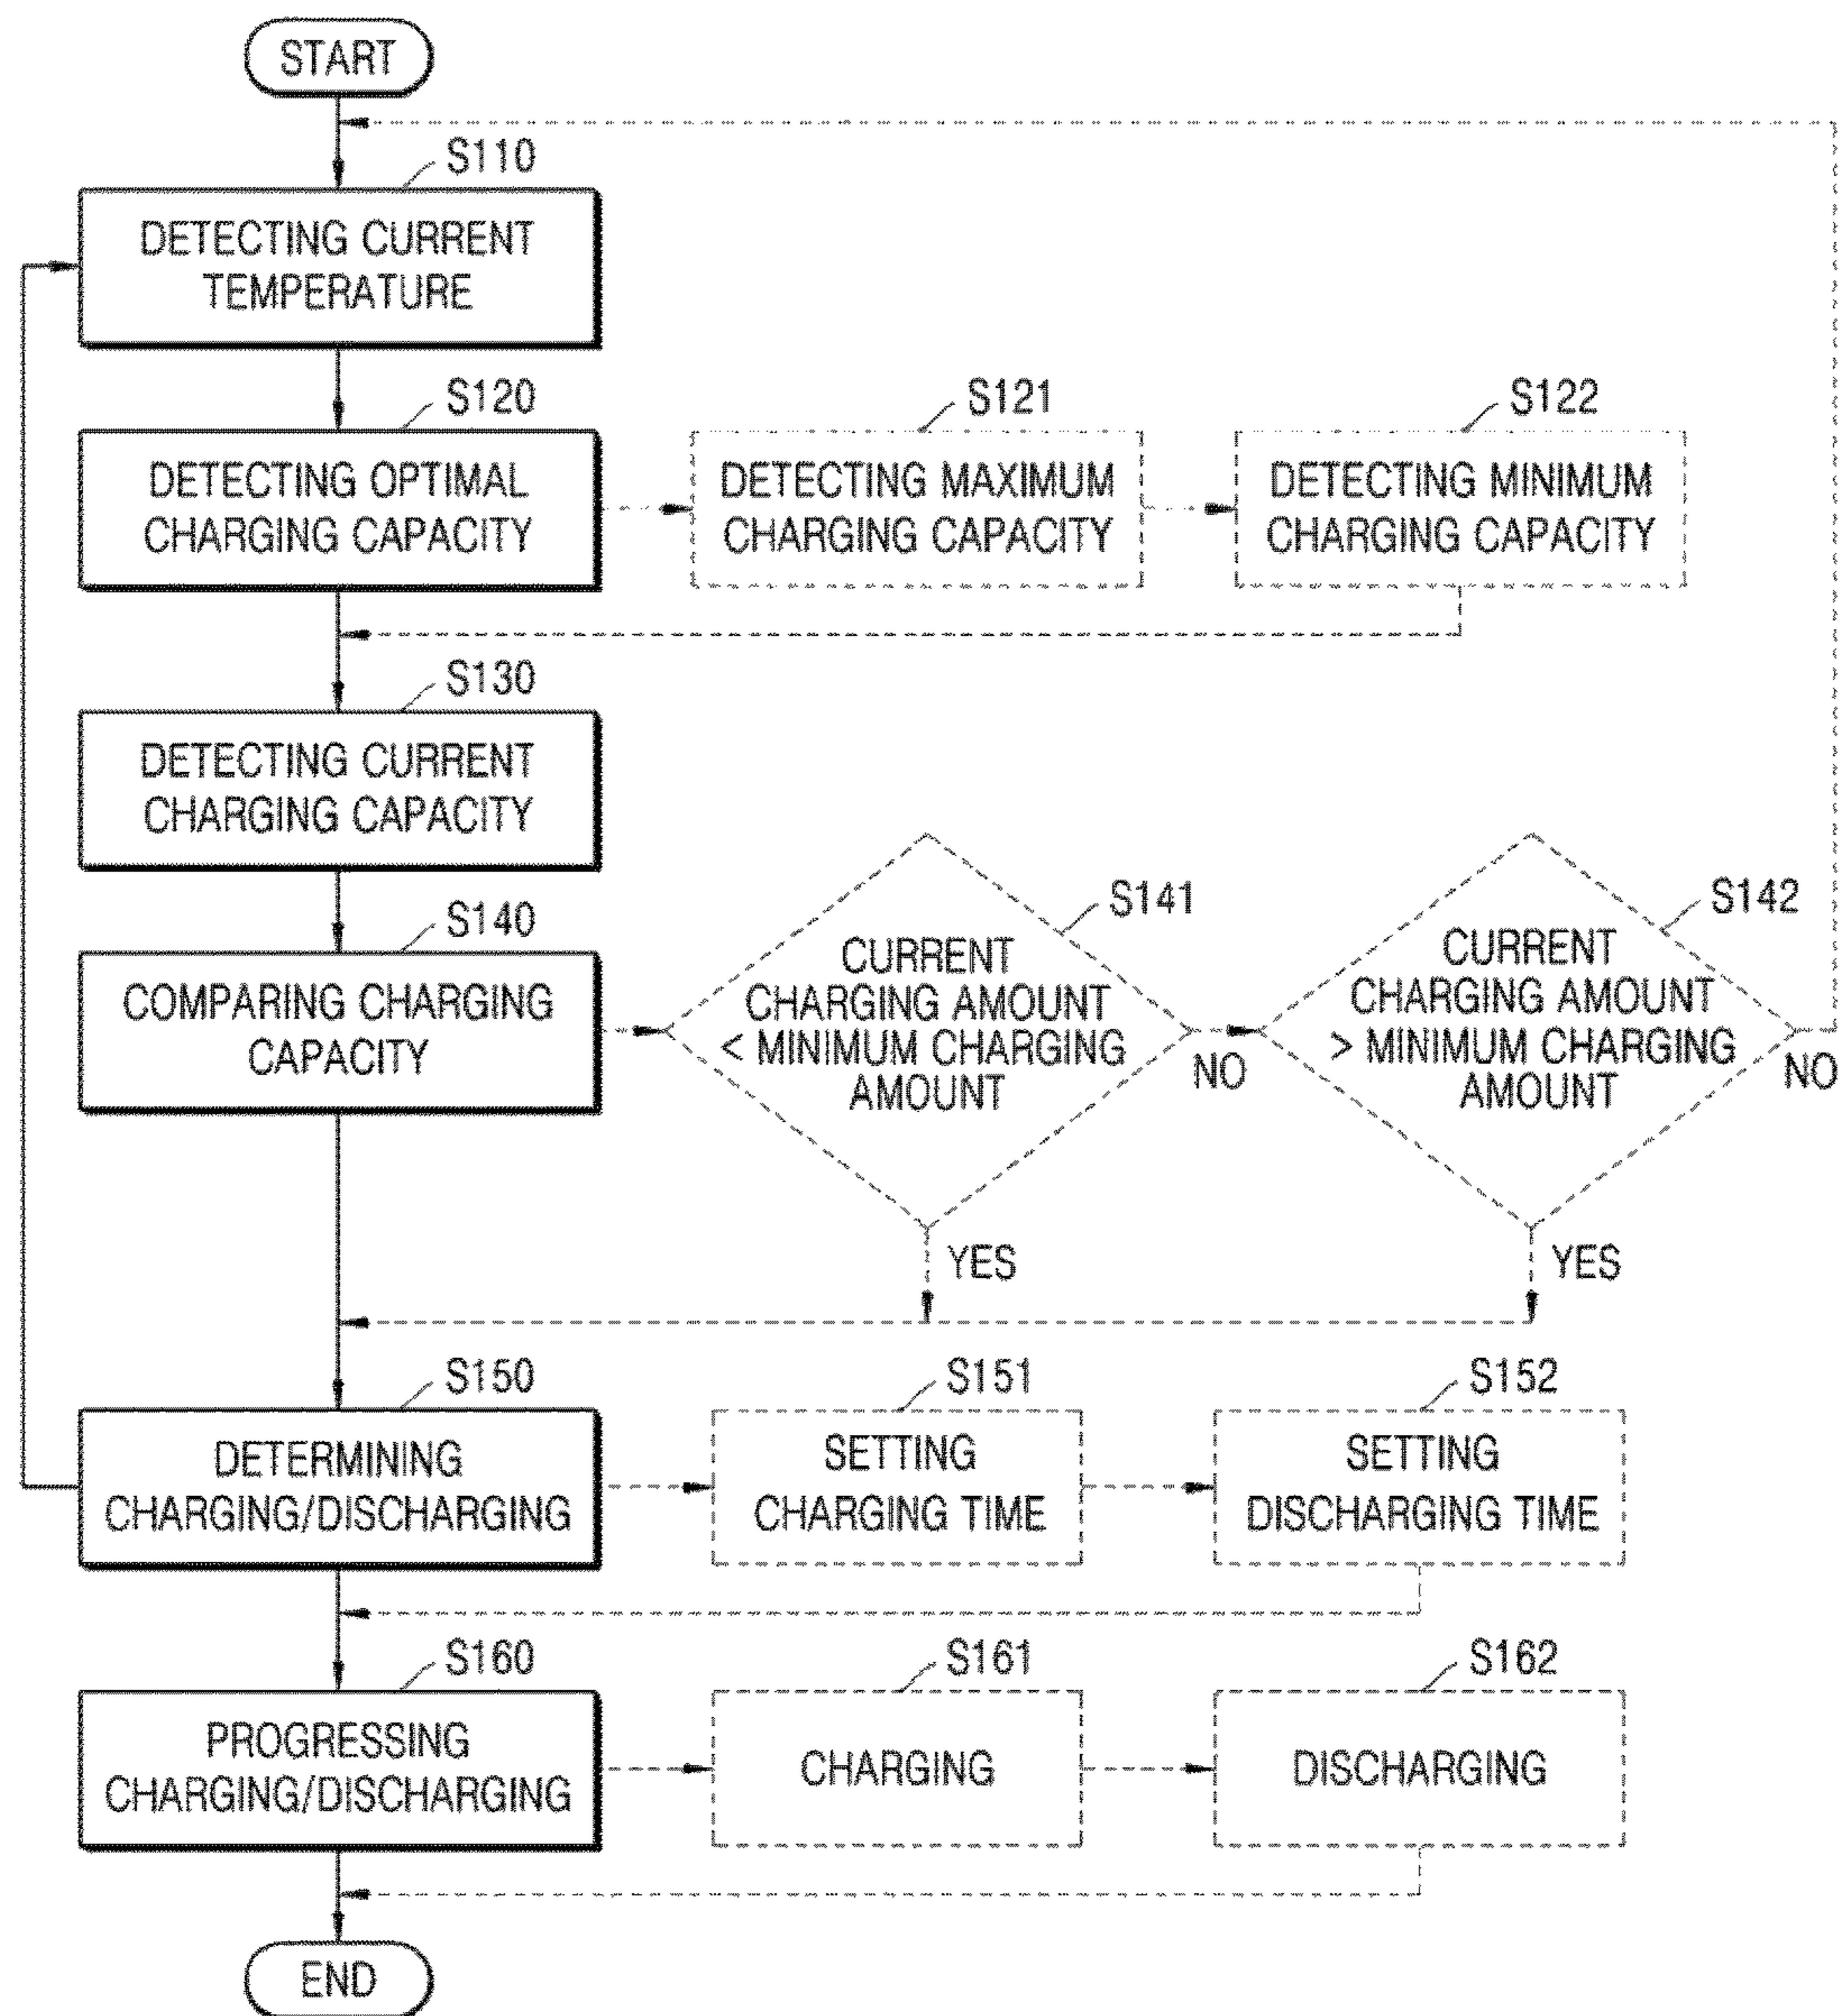 START
S110
DETECTING CURRENT
TEMPERATURE
S120
DETECTING OPTIMAL
CHARGING CAPACITY
S121
DETECTING MAXIMUM
CHARGING CAPACITY
S122
DETECTING MINIMUM
CHARGING CAPACITY
S130
DETECTING CURRENT
CHARGING CAPACITY
S140
COMPARING CHARGING
CAPACITY
S141
CURRENT
CHARGING AMOUNT
< MINIMUM CHARGING
AMOUNT
NO
YES
S142
CURRENT
CHARGING AMOUNT
> MINIMUM CHARGING
AMOUNT
NO
YES
S150
DETERMINING
CHARGING/DISCHARGING
S151
SETTING
CHARGING TIME
S152
SETTING
DISCHARGING TIME
S160
PROGRESSING
CHARGING/DISCHARGING
S161
CHARGING
S162
DISCHARGING
END